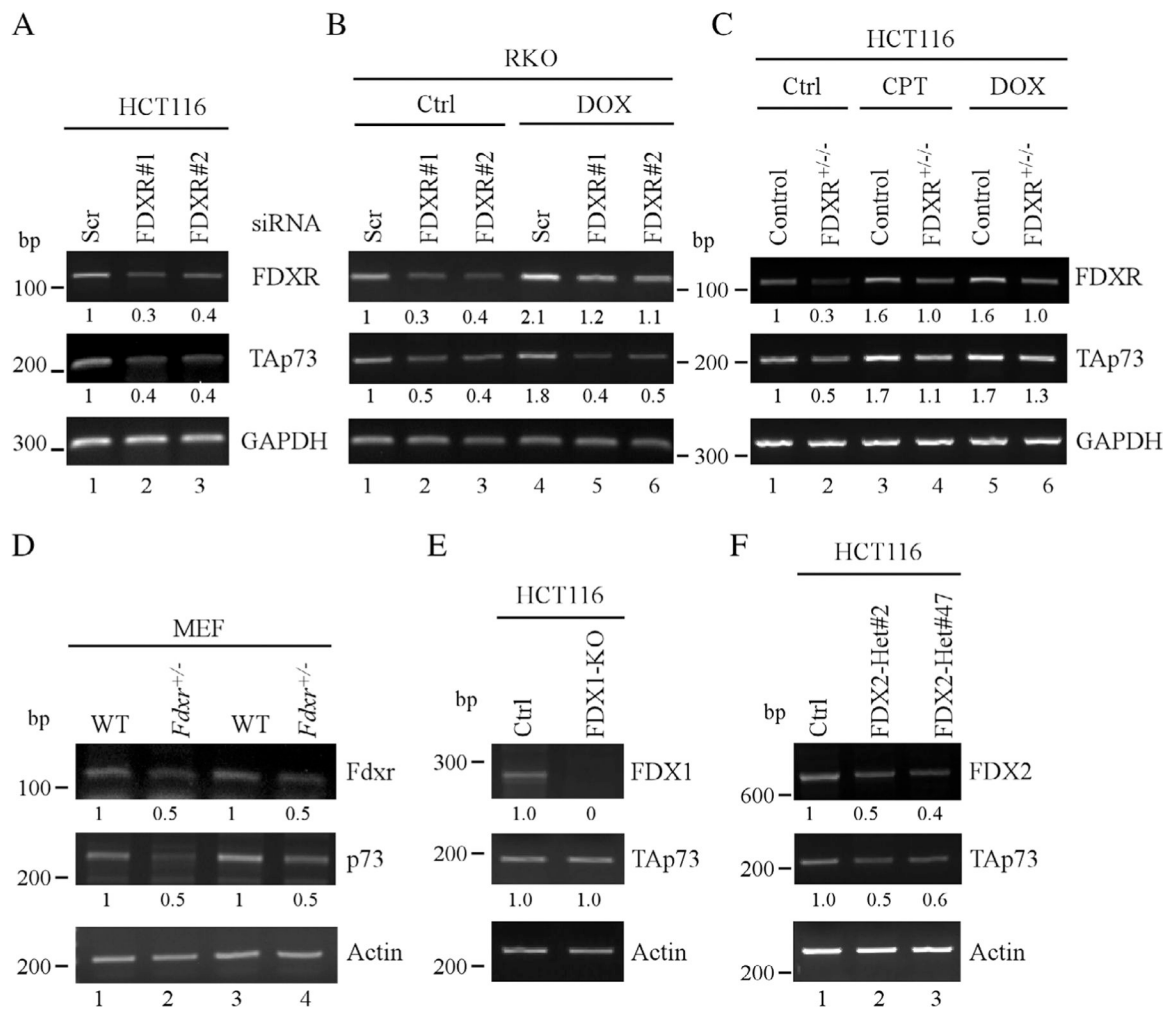 A
HCT116
Scr
FDXR#1
FDXR#2
siRNA
bp
100
FDXR
1 0.3 0.4
200
TAp73
1 0.4 0.4
300
GAPDH
1 2 3
B
RKO
Ctrl DOX
Scr
FDXR#1
FDXR#2
Scr
FDXR#1
FDXR#2
1 0.3 0.4 2.1 1.2 1.1
1 0.5 0.4 1.8 0.4 0.5
1 2 3 4 5 6
C
HCT116
Ctrl CPT DOX
Control
FDXR+/-/-
Control
FDXR+/-/-
Control
FDXR+/-/-
bp
100
FDXR
1 0.3 1.6 1.0 1.6 1.0
200
TAp73
1 0.5 1.7 1.1 1.7 1.3
GAPDH
300
1 2 3 4 5 6
D
MEF
WT
Fdxr+/-
WT
Fdxr+/-
bp
100
Fdxr
1 0.5 1 0.5
p73
200
1 0.5 1 0.5
Actin
200
1 2 3 4
E
HCT116
Ctrl
FDX1-KO
bp
300
FDX1
1.0 0
200
TAp73
1.0 1.0
Actin
200
F
HCT116
Ctrl
FDX2-Het#2
FDX2-Het#47
bp
FDX2
600
1 0.5 0.4
200
TAp73
1.0 0.5 0.6
Actin
200
1 2 3